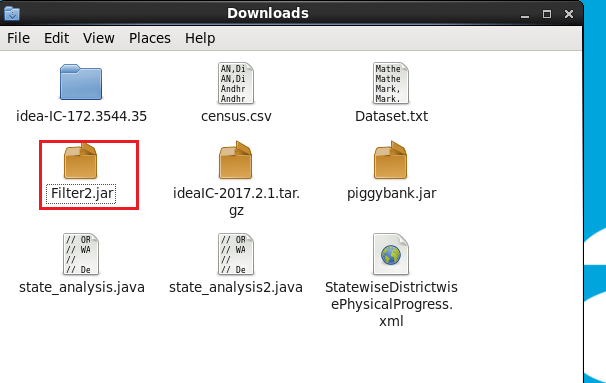 Downloads
File Edit View Places Help
AN,Di
AN,Di
Andhr
Andhr
Mathe
Mathe
Mark,
Mark.
idea-IC-172.3544.35 census.csv Dataset.txt
Filter2.jar ideaIC-2017.2.1.tar. piggybank.jar
gz
// OR
// WA
//
// De
// OR
// WA
//
// De
state_analysis.java state_analysis2.java StatewiseDistrictwis
ePhysicalProgress.
xml